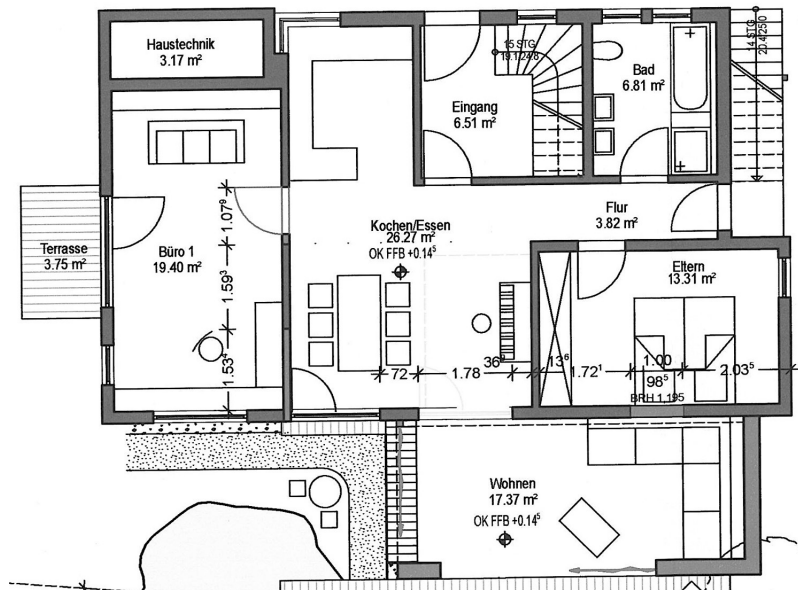 Haustechnik
3.17 m²
15 STG
19.1/24.8
14 STG
20.4/25.0
Bad
6.81 m²
Eingang
6.51 m²
Flur
3.82 m²
Kochen/Essen
26.27 m²
OK FFB +0.14⁵
Terrasse
3.75 m²
Büro 1
19.40 m²
1.07⁹
1.59³
1.53⁴
Eltern
13.31 m²
72
1.78
36⁹
13⁶
1.72¹
1.00
98⁵
2.03⁵
BRH 1,195
Wohnen
17.37 m²
OK FFB +0.14⁵